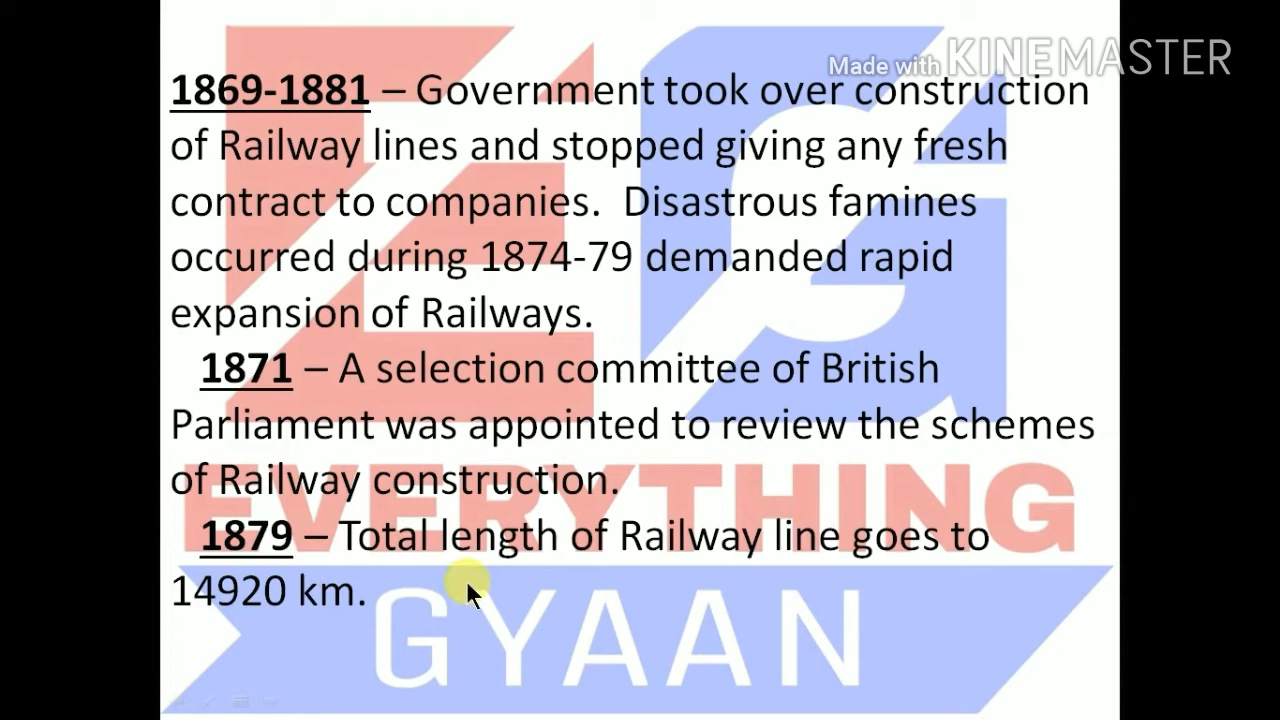 Made with KINEMASTER
1869-1881 – Government took over construction
of Railway lines and stopped giving any fresh
contract to companies.  Disastrous famines
occurred during 1874-79 demanded rapid
expansion of Railways.
1871 – A selection committee of British
Parliament was appointed to review the schemes
of Railway construction.
1879 – Total length of Railway line goes to
14920 km.
EG
EVERYTHING
GYAAN